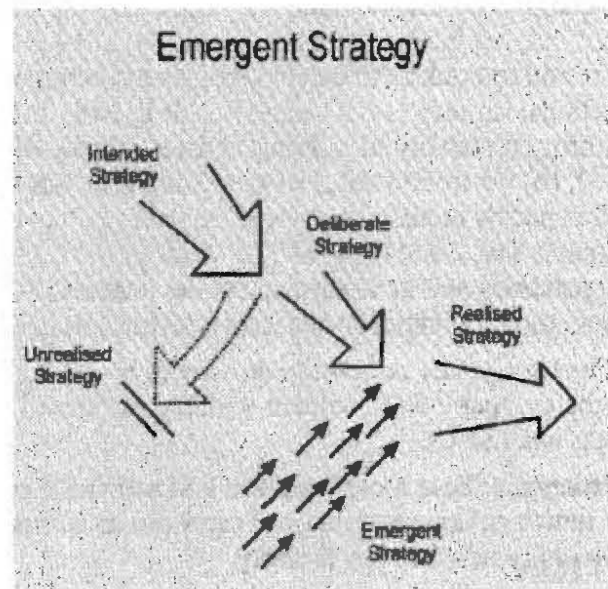 Emergent Strategy
Intended
Strategy
Deliberate
Strategy
Realised
Strategy
Unrealised
Strategy
Emergent
Strategy